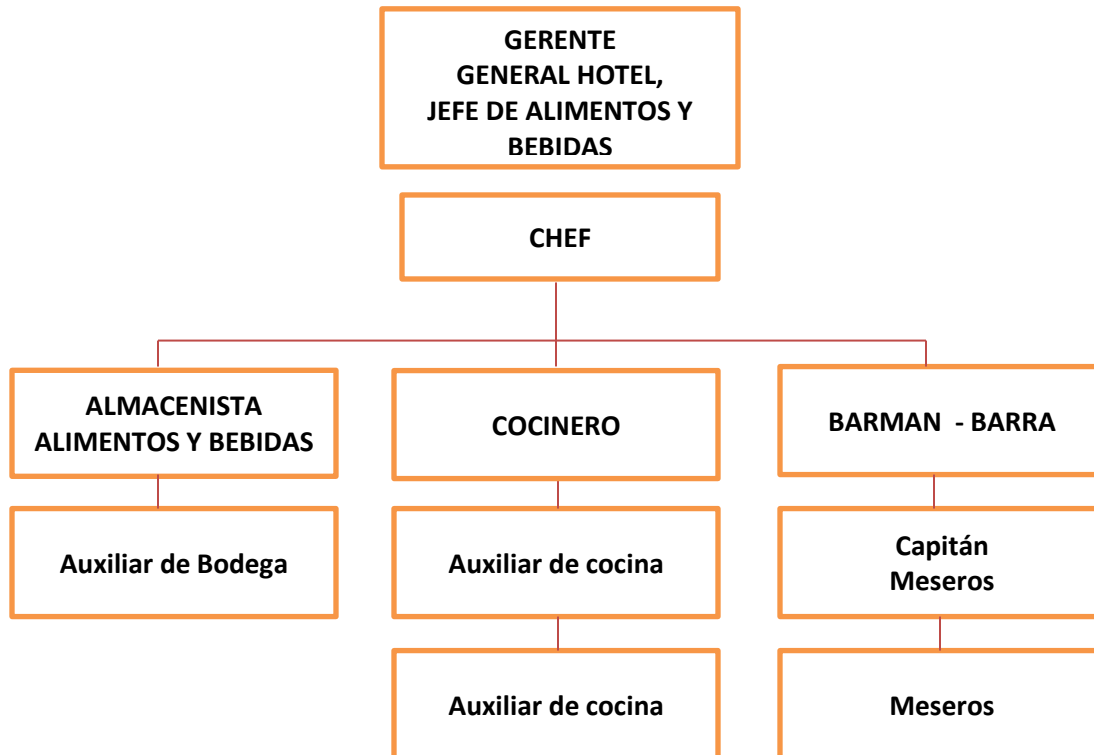 GERENTE
GENERAL HOTEL,
JEFE DE ALIMENTOS Y
BEBIDAS
CHEF
ALMACENISTA
ALIMENTOS Y BEBIDAS
COCINERO
BARMAN - BARRA
Auxiliar de Bodega
Auxiliar de cocina
Capitán
Meseros
Auxiliar de cocina
Meseros